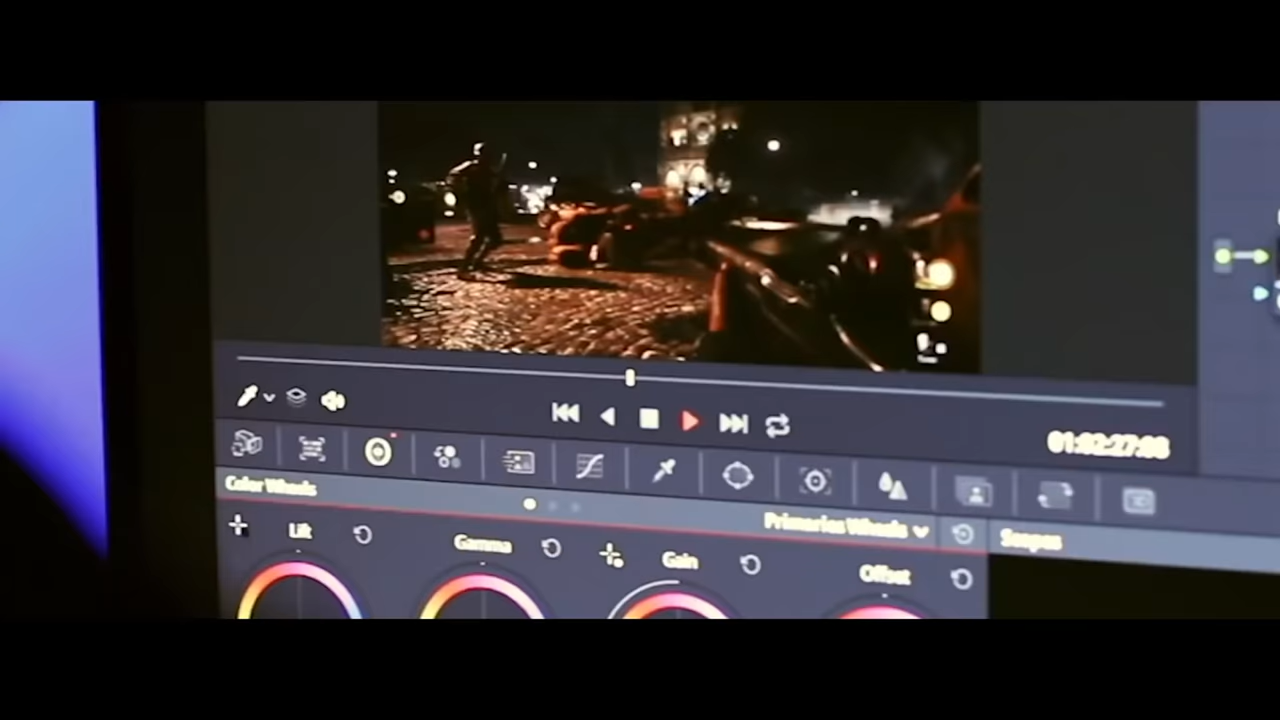 01:02:27:08
Color Wheels
Primaries Wheels
Scopes
Lift
Gamma
Gain
Offset